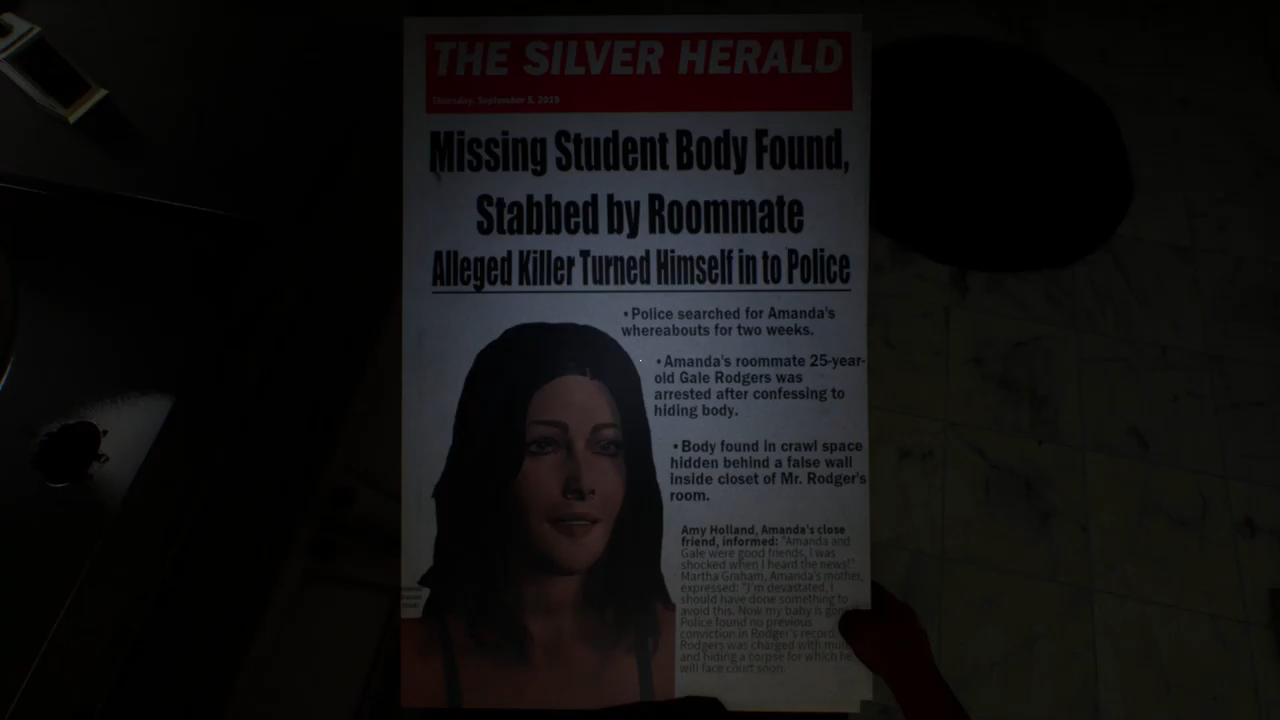 THE SILVER HERALD
Thursday, September 5, 2019
Missing Student Body Found,
Stabbed by Roommate
Alleged Killer Turned Himself in to Police
• Police searched for Amanda's
whereabouts for two weeks.
• Amanda's roommate 25-year-
old Gale Rodgers was
arrested after confessing to
hiding body.
• Body found in crawl space
hidden behind a false wall
inside closet of Mr. Rodger's
room.
Amy Holland, Amanda's close
friend, informed: "Amanda and
Gale were good friends, I was
shocked when I heard the news!"
Martha Graham, Amanda's mother,
expressed: "I'm devastated, I
should have done something to
avoid this. Now my baby is gone
Police found no previous
conviction in Rodger's record.
Rodgers was charged with
and hiding a corpse for which he
will face court soon.